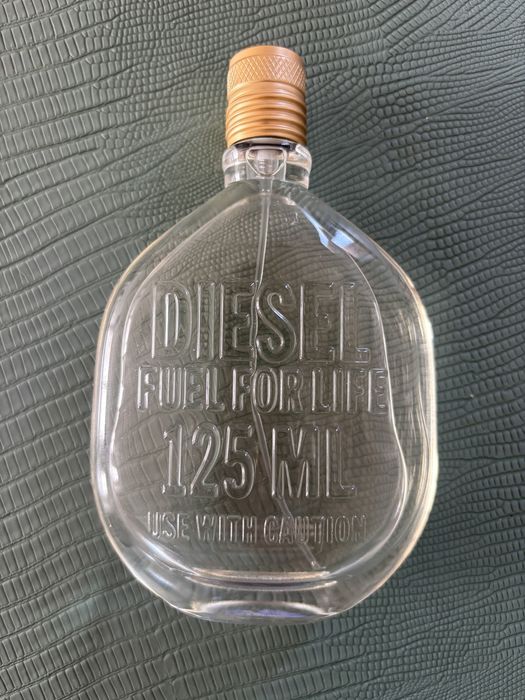 DIESEL
FUEL FOR LIFE
125 ML
USE WITH CAUTION